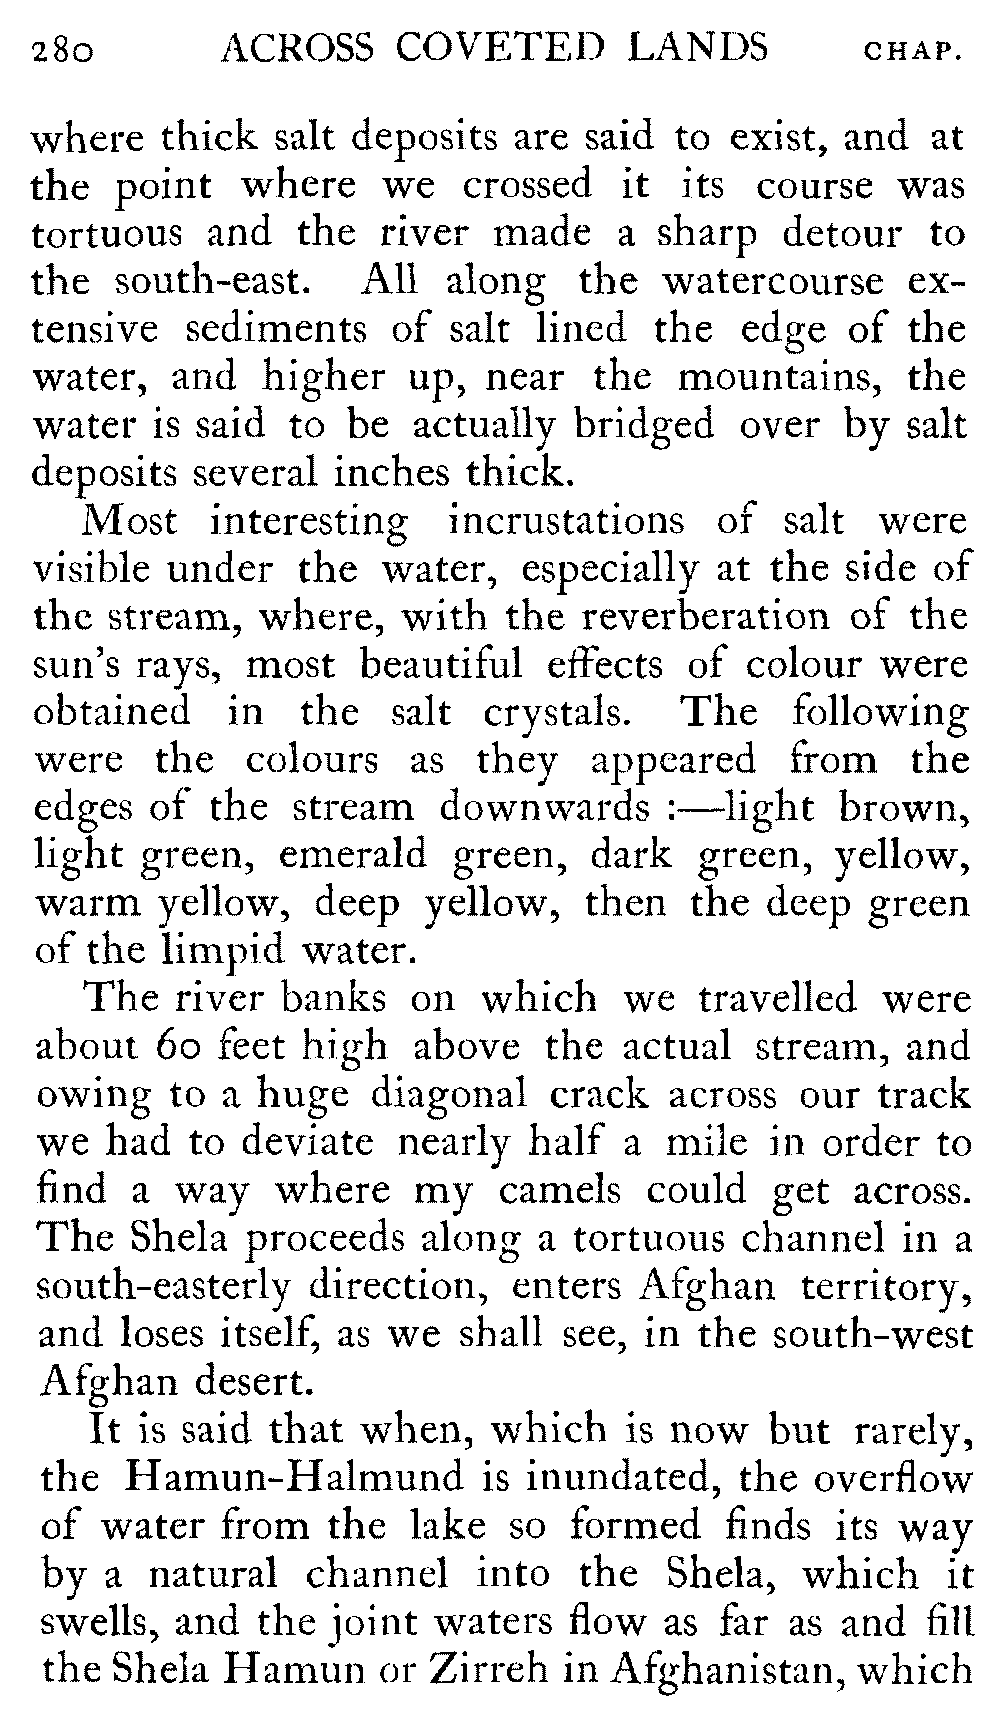 280 ACROSS COVETED LANDS CHAP.
where thick salt deposits are said to exist, and at
the point where we crossed it its course was
tortuous and the river made a sharp detour to
the south-east. All along the watercourse ex-
tensive sediments of salt lined the edge of the
water, and higher up, near the mountains, the
water is said to be actually bridged over by salt
deposits several inches thick.
Most interesting incrustations of salt were
visible under the water, especially at the side of
the stream, where, with the reverberation of the
sun's rays, most beautiful effects of colour were
obtained in the salt crystals. The following
were the colours as they appeared from the
edges of the stream downwards :—light brown,
light green, emerald green, dark green, yellow,
warm yellow, deep yellow, then the deep green
of the limpid water.
The river banks on which we travelled were
about 60 feet high above the actual stream, and
owing to a huge diagonal crack across our track
we had to deviate nearly half a mile in order to
find a way where my camels could get across.
The Shela proceeds along a tortuous channel in a
south-easterly direction, enters Afghan territory,
and loses itself, as we shall see, in the south-west
Afghan desert.
It is said that when, which is now but rarely,
the Hamun-Halmund is inundated, the overflow
of water from the lake so formed finds its way
by a natural channel into the Shela, which it
swells, and the joint waters flow as far as and fill
the Shela Hamun or Zirreh in Afghanistan, which